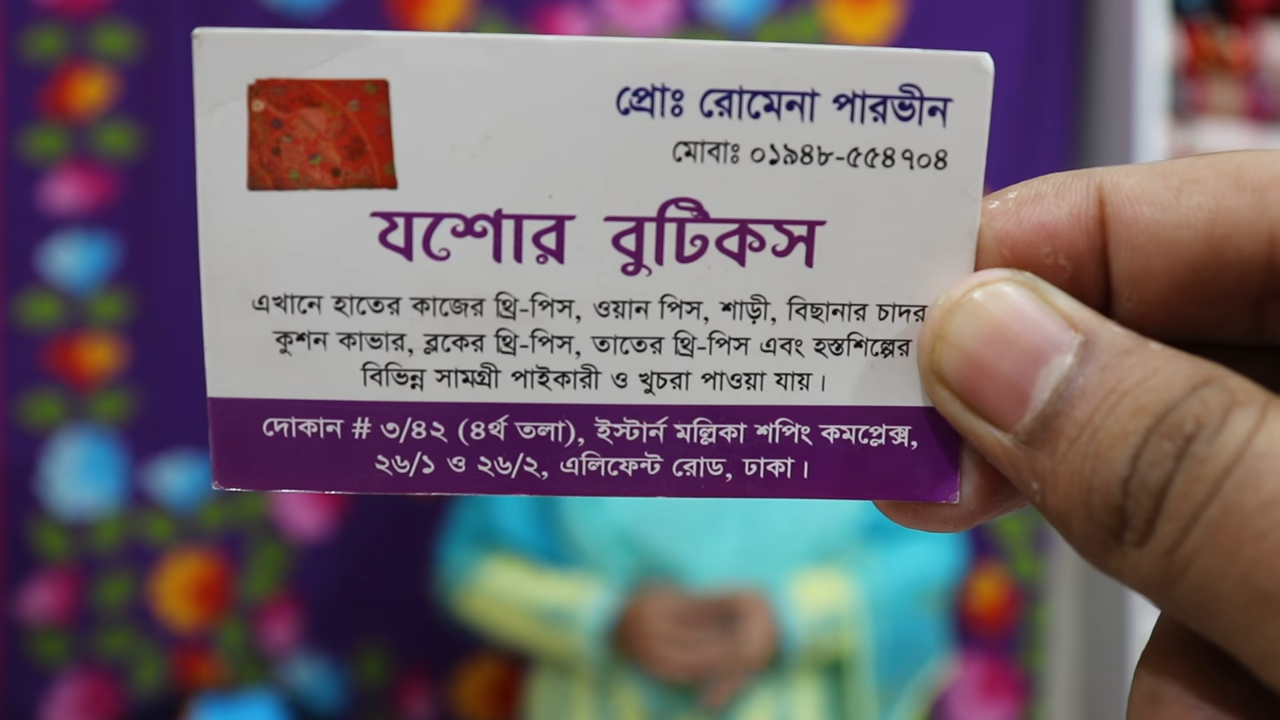 প্রোঃ রোমেনা পারভীন
মোবাঃ ০১৯৪৮-৫৫৪৭০৪
যশোর বুটিকস
এখানে হাতের কাজের থ্রি-পিস, ওয়ান পিস, শাড়ী, বিছানার চাদর
কুশন কাভার, ব্লকের থ্রি-পিস, তাতের থ্রি-পিস এবং হস্তশিল্পের
বিভিন্ন সামগ্রী পাইকারী ও খুচরা পাওয়া যায়।
দোকান # ৩/৪২ (৪র্থ তলা), ইস্টার্ন মল্লিকা শপিং কমপ্লেক্স,
২৬/১ ও ২৬/২, এলিফেন্ট রোড, ঢাকা।